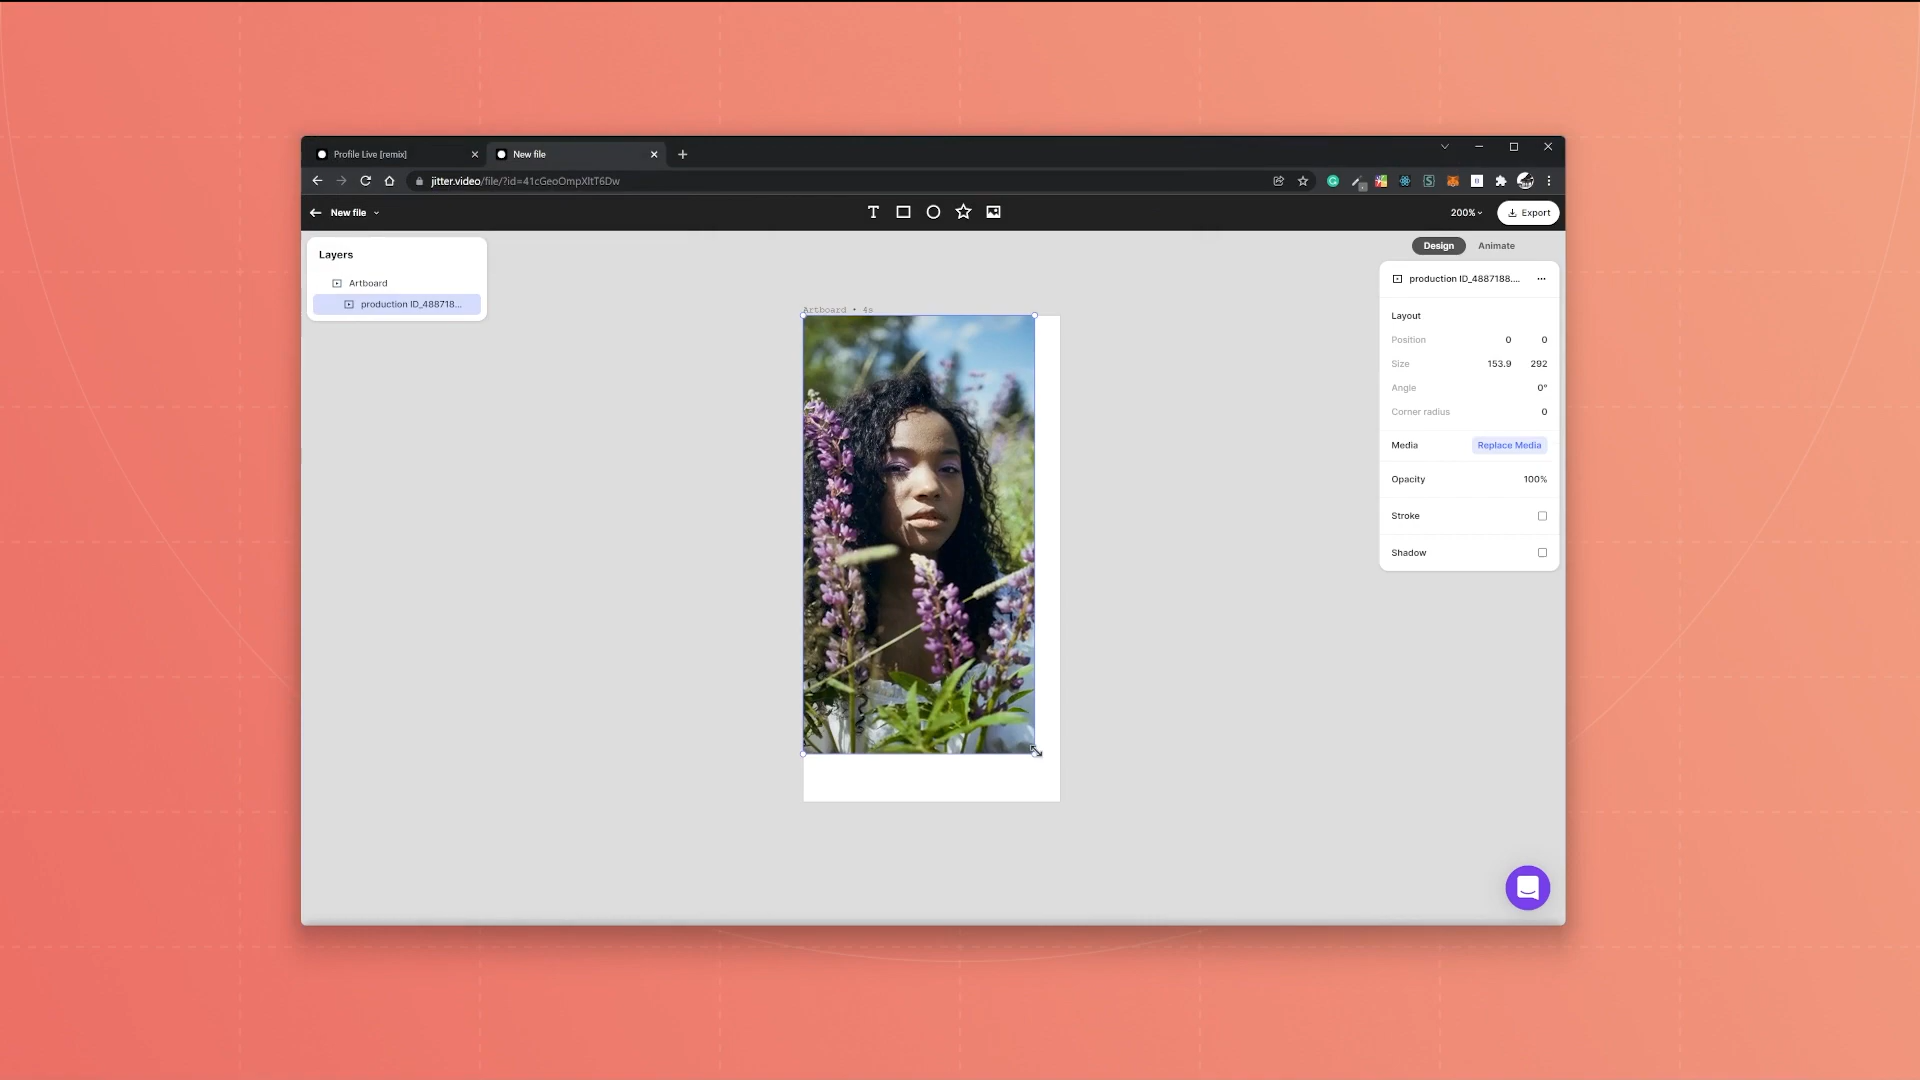 Profile Live [remix]
New file
jitter.video/file/?id=41cGeoOmpXltT6Dw
New file
T
200%
Export
Layers
Artboard
production ID_488718...
Design
Animate
production ID_4887188....
Layout
Position 0 0
Size 153.9 292
Angle 0°
Corner radius 0
Media Replace Media
Opacity 100%
Stroke
Shadow
Artboard • 4s